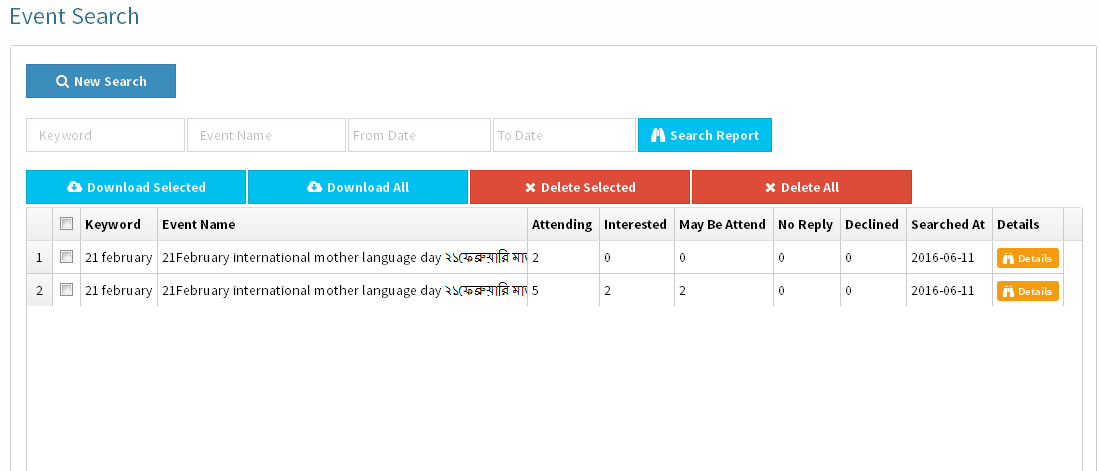 Event Search
New Search
Keyword Event Name From Date To Date Search Report
Download Selected Download All Delete Selected Delete All
Keyword Event Name Attending Interested May Be Attend No Reply Declined Searched At Details
1 21 february 21February international mother language day ২১ফেব্রুয়ারি 2 0 0 0 0 2016-06-11 Details
2 21 february 21February international mother language day ২১ফেব্রুয়ারি 5 2 2 0 0 2016-06-11 Details